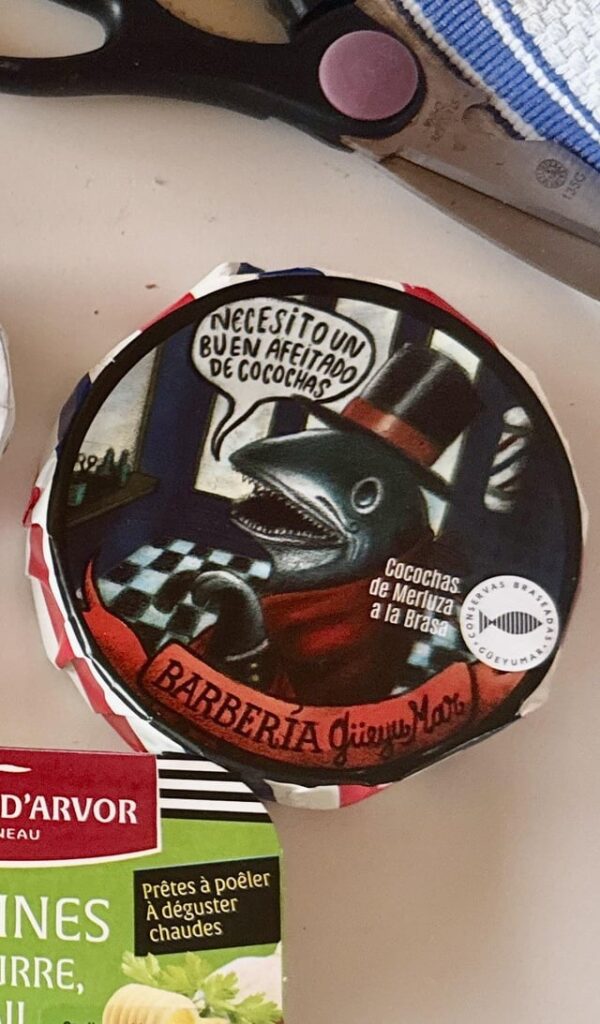 135G
NECESITO UN
BUEN AFEITADO
DE COCOCHAS
Cocochas
de Merluza
a la Brasa
CONSERVAS BRASEADAS
GÜEYUMAR
BARBERÍA güeyu Mar
D'ARVOR
NEAU
INES
URRE,
Prêtes à poêler
À déguster
chaudes